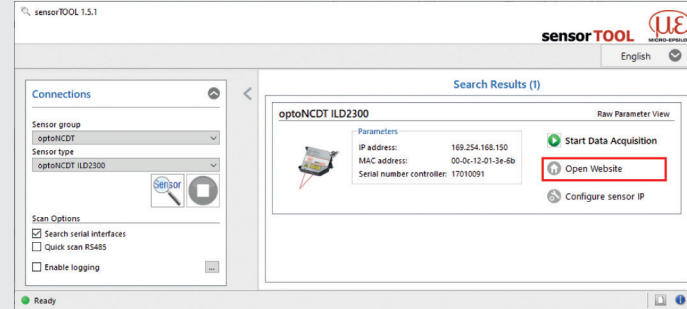 sensorTOOL 1.5.1
sensorTOOL
με
MICRO-EPSILON
English
Connections
Sensor group
optoNCDT
Sensor type
optoNCDT ILD2300
Sensor
Scan Options
Search serial interfaces
Quick scan RS485
Enable logging
...
Search Results (1)
optoNCDT ILD2300
Raw Parameter View
Parameters
IP address: 169.254.168.150
MAC address: 00-0c-12-01-3e-6b
Serial number controller: 17010091
Start Data Acquisition
Open Website
Configure sensor IP
Ready